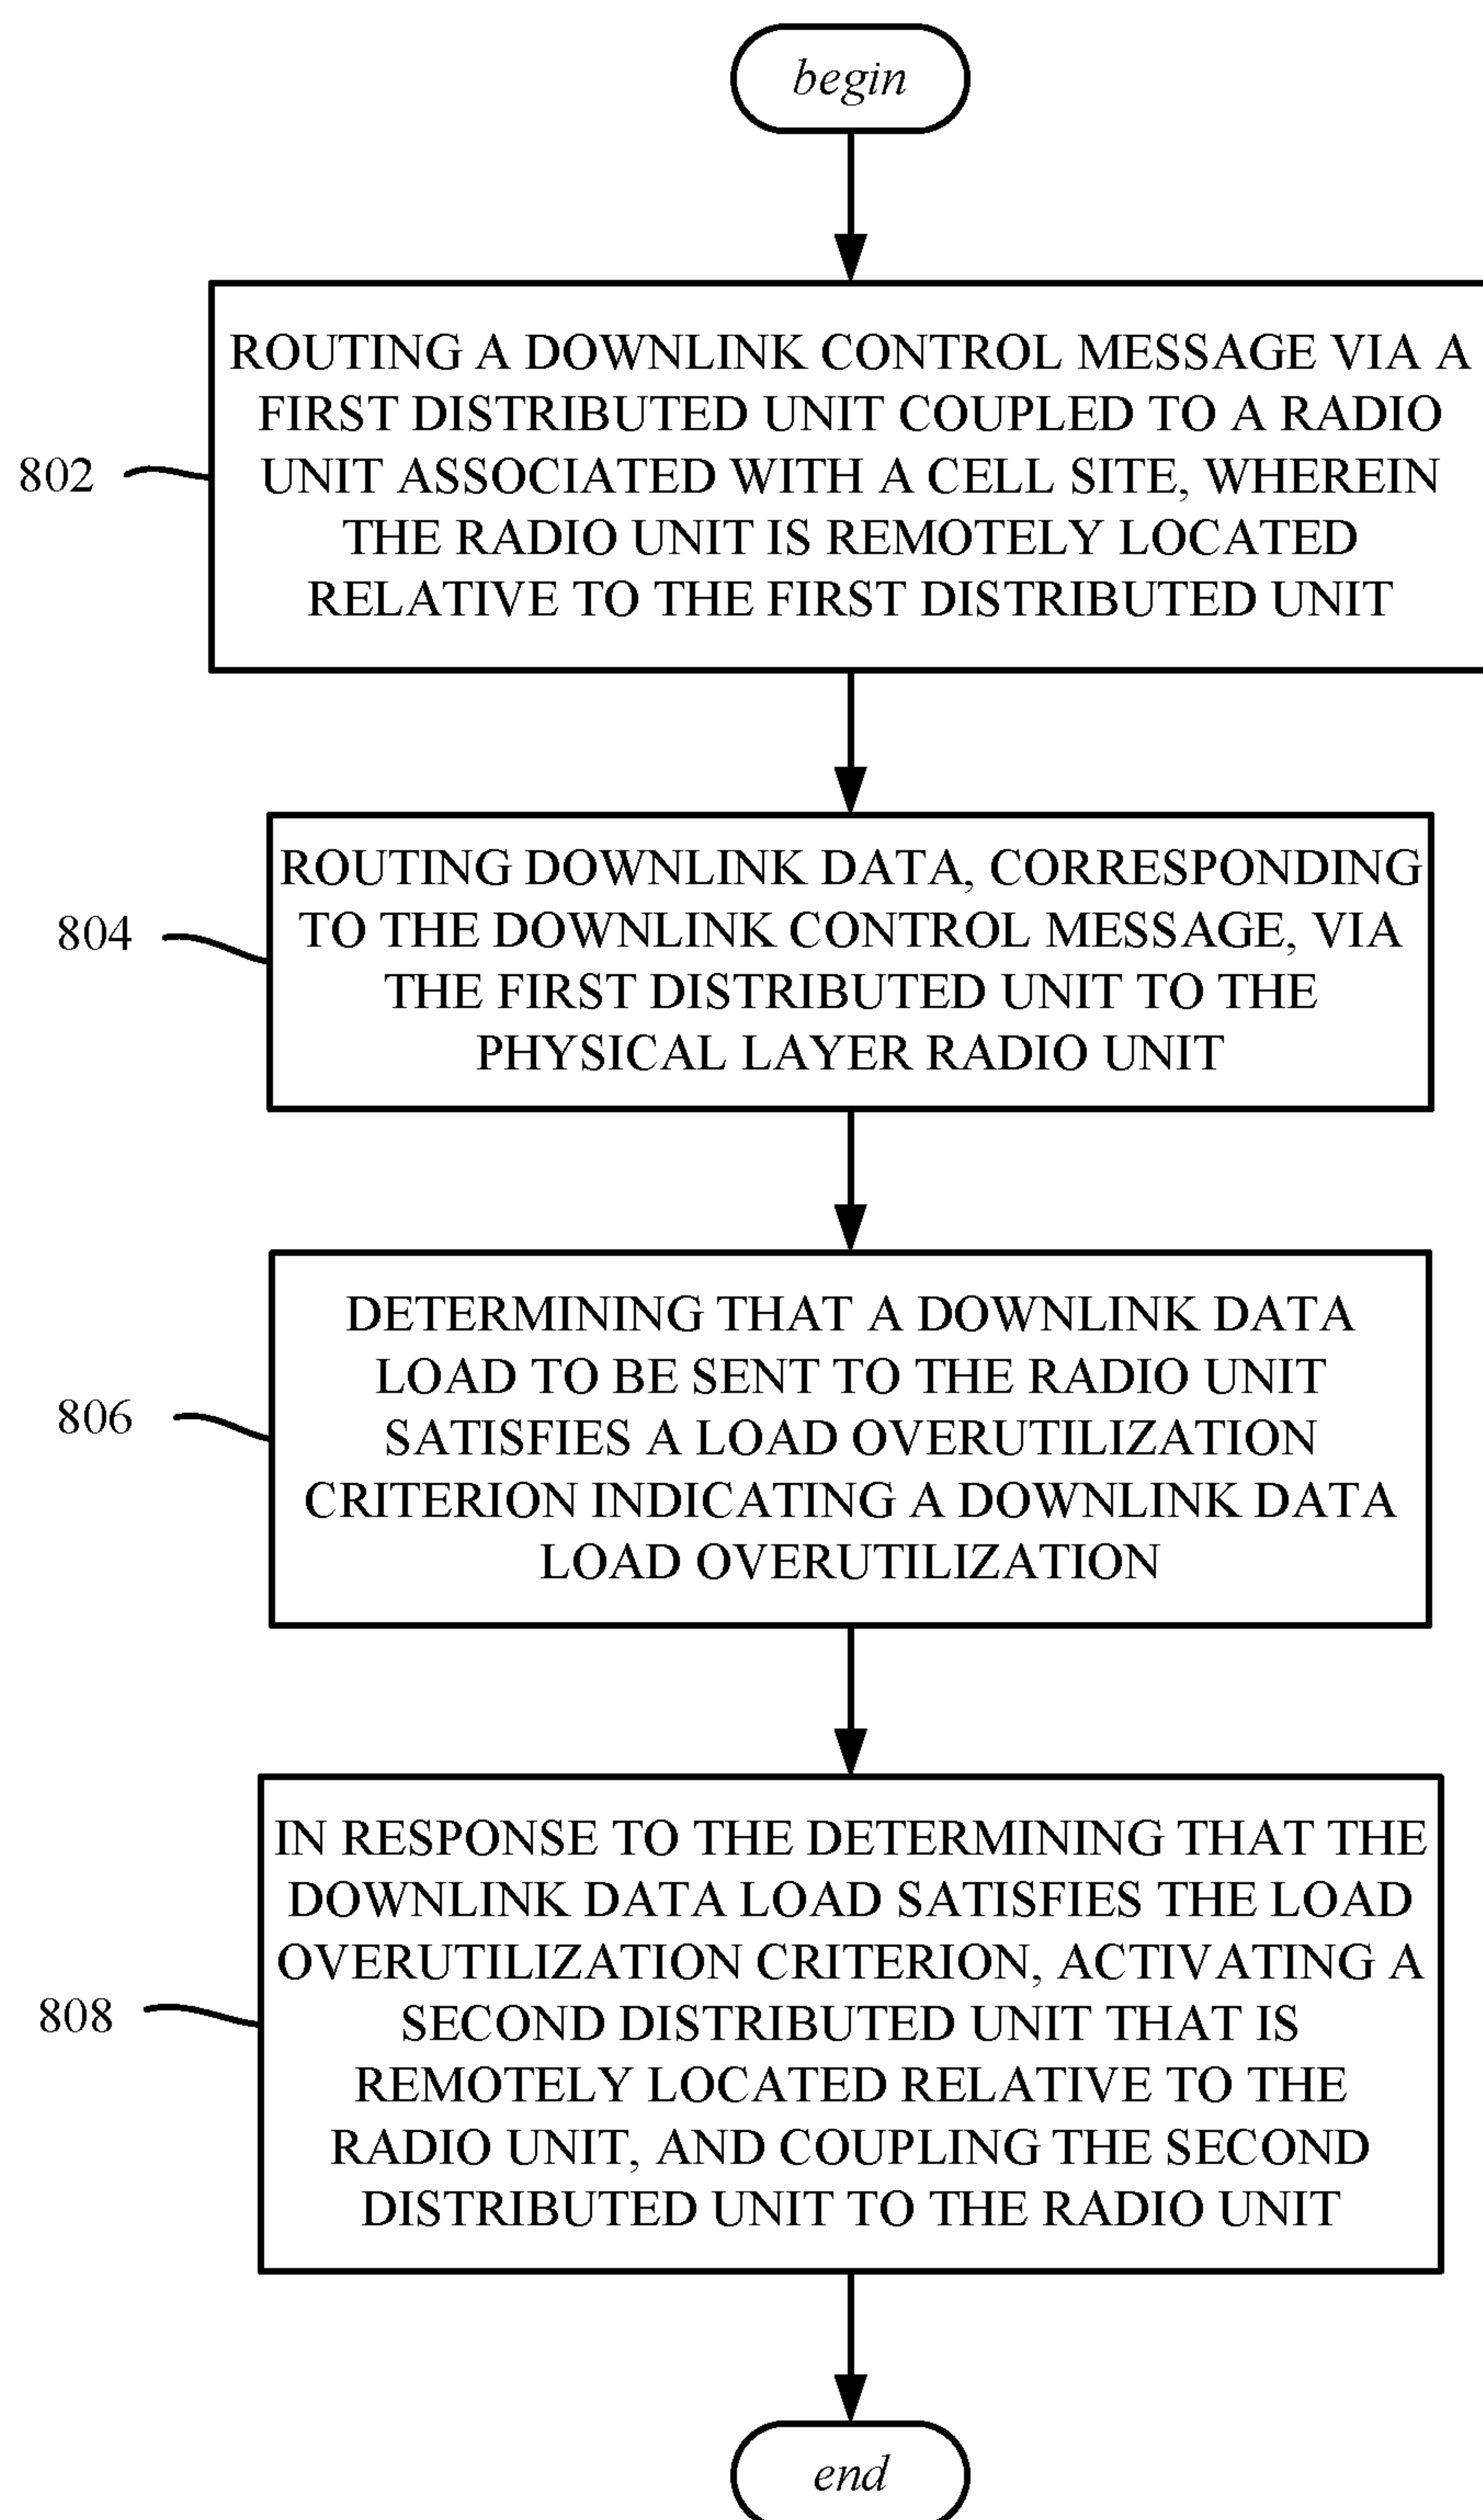 begin
ROUTING A DOWNLINK CONTROL MESSAGE VIA A
FIRST DISTRIBUTED UNIT COUPLED TO A RADIO
UNIT ASSOCIATED WITH A CELL SITE, WHEREIN
THE RADIO UNIT IS REMOTELY LOCATED
RELATIVE TO THE FIRST DISTRIBUTED UNIT
802
ROUTING DOWNLINK DATA, CORRESPONDING
TO THE DOWNLINK CONTROL MESSAGE, VIA
THE FIRST DISTRIBUTED UNIT TO THE
PHYSICAL LAYER RADIO UNIT
804
DETERMINING THAT A DOWNLINK DATA
LOAD TO BE SENT TO THE RADIO UNIT
SATISFIES A LOAD OVERUTILIZATION
CRITERION INDICATING A DOWNLINK DATA
LOAD OVERUTILIZATION
806
IN RESPONSE TO THE DETERMINING THAT THE
DOWNLINK DATA LOAD SATISFIES THE LOAD
OVERUTILIZATION CRITERION, ACTIVATING A
SECOND DISTRIBUTED UNIT THAT IS
REMOTELY LOCATED RELATIVE TO THE
RADIO UNIT, AND COUPLING THE SECOND
DISTRIBUTED UNIT TO THE RADIO UNIT
808
end